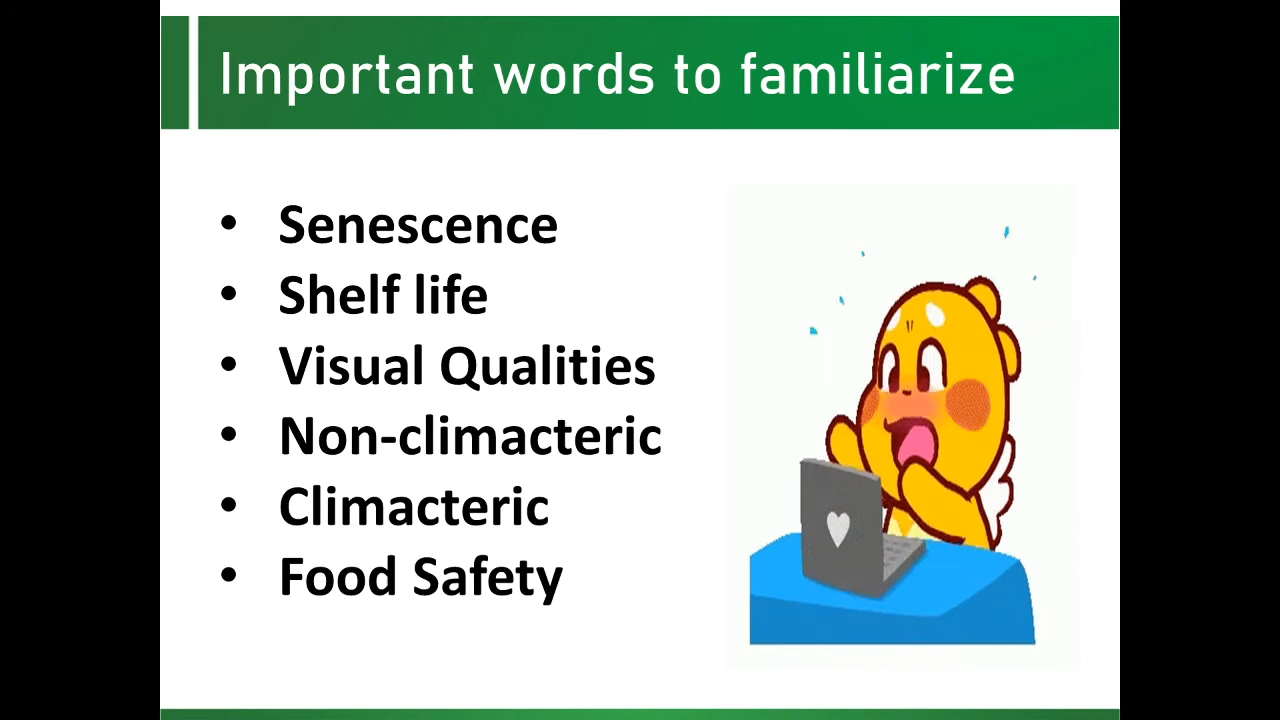 Important words to familiarize
• Senescence
• Shelf life
• Visual Qualities
• Non-climacteric
• Climacteric
• Food Safety